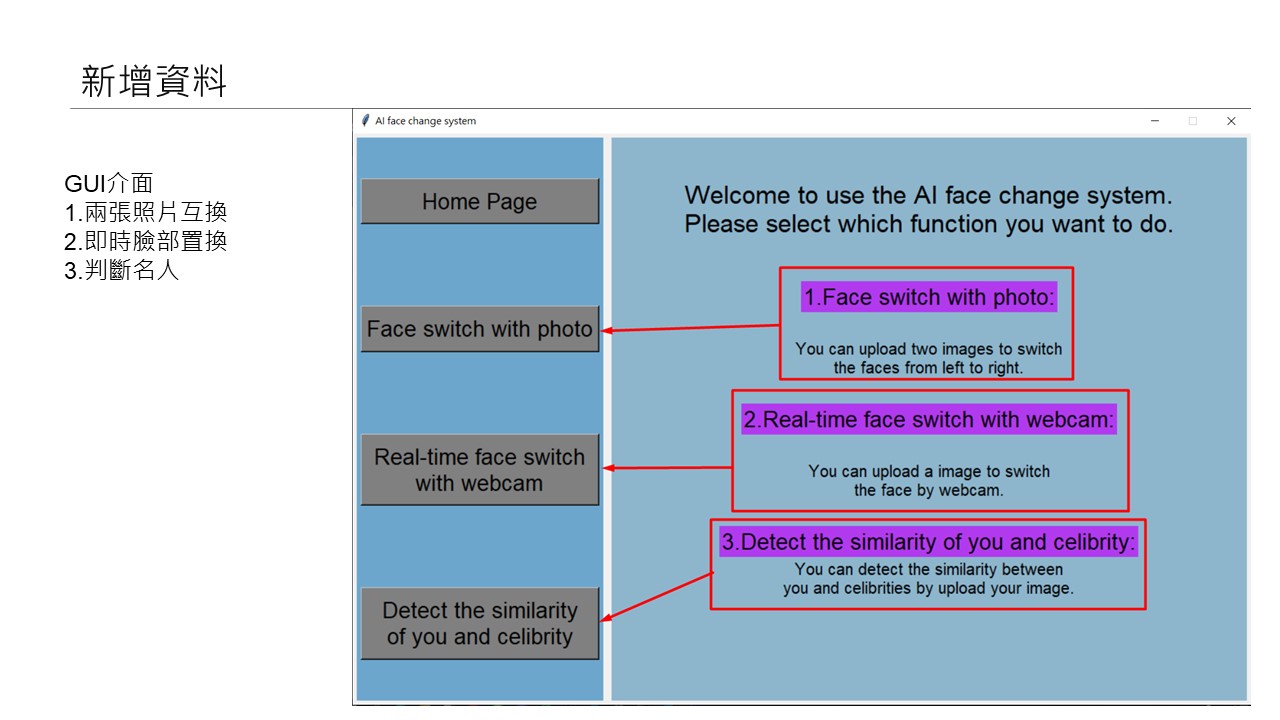 新增資料
GUI介面
1.兩張照片互換
2.即時臉部置換
3.判斷名人
AI face change system
Home Page
Face switch with photo
Real-time face switch
with webcam
Detect the similarity
of you and celibrity
Welcome to use the AI face change system.
Please select which function you want to do.
1.Face switch with photo:
You can upload two images to switch
the faces from left to right.
2.Real-time face switch with webcam:
You can upload a image to switch
the face by webcam.
3.Detect the similarity of you and celibrity:
You can detect the similarity between
you and celibrities by upload your image.